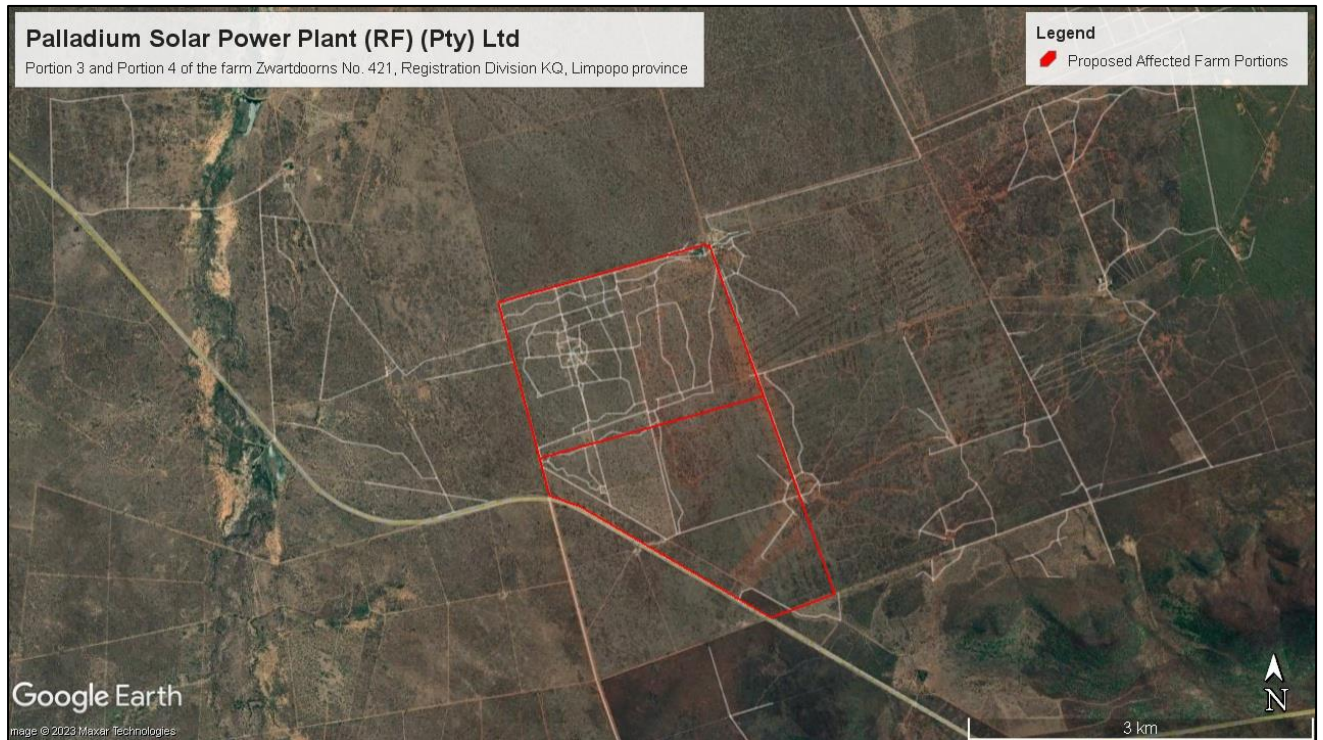 Palladium Solar Power Plant (RF) (Pty) Ltd
Portion 3 and Portion 4 of the farm Zwartdoorns No. 421, Registration Division KQ, Limpopo province
Legend
Proposed Affected Farm Portions
Google Earth
mage © 2023 Maxar Technologies
N
3 km